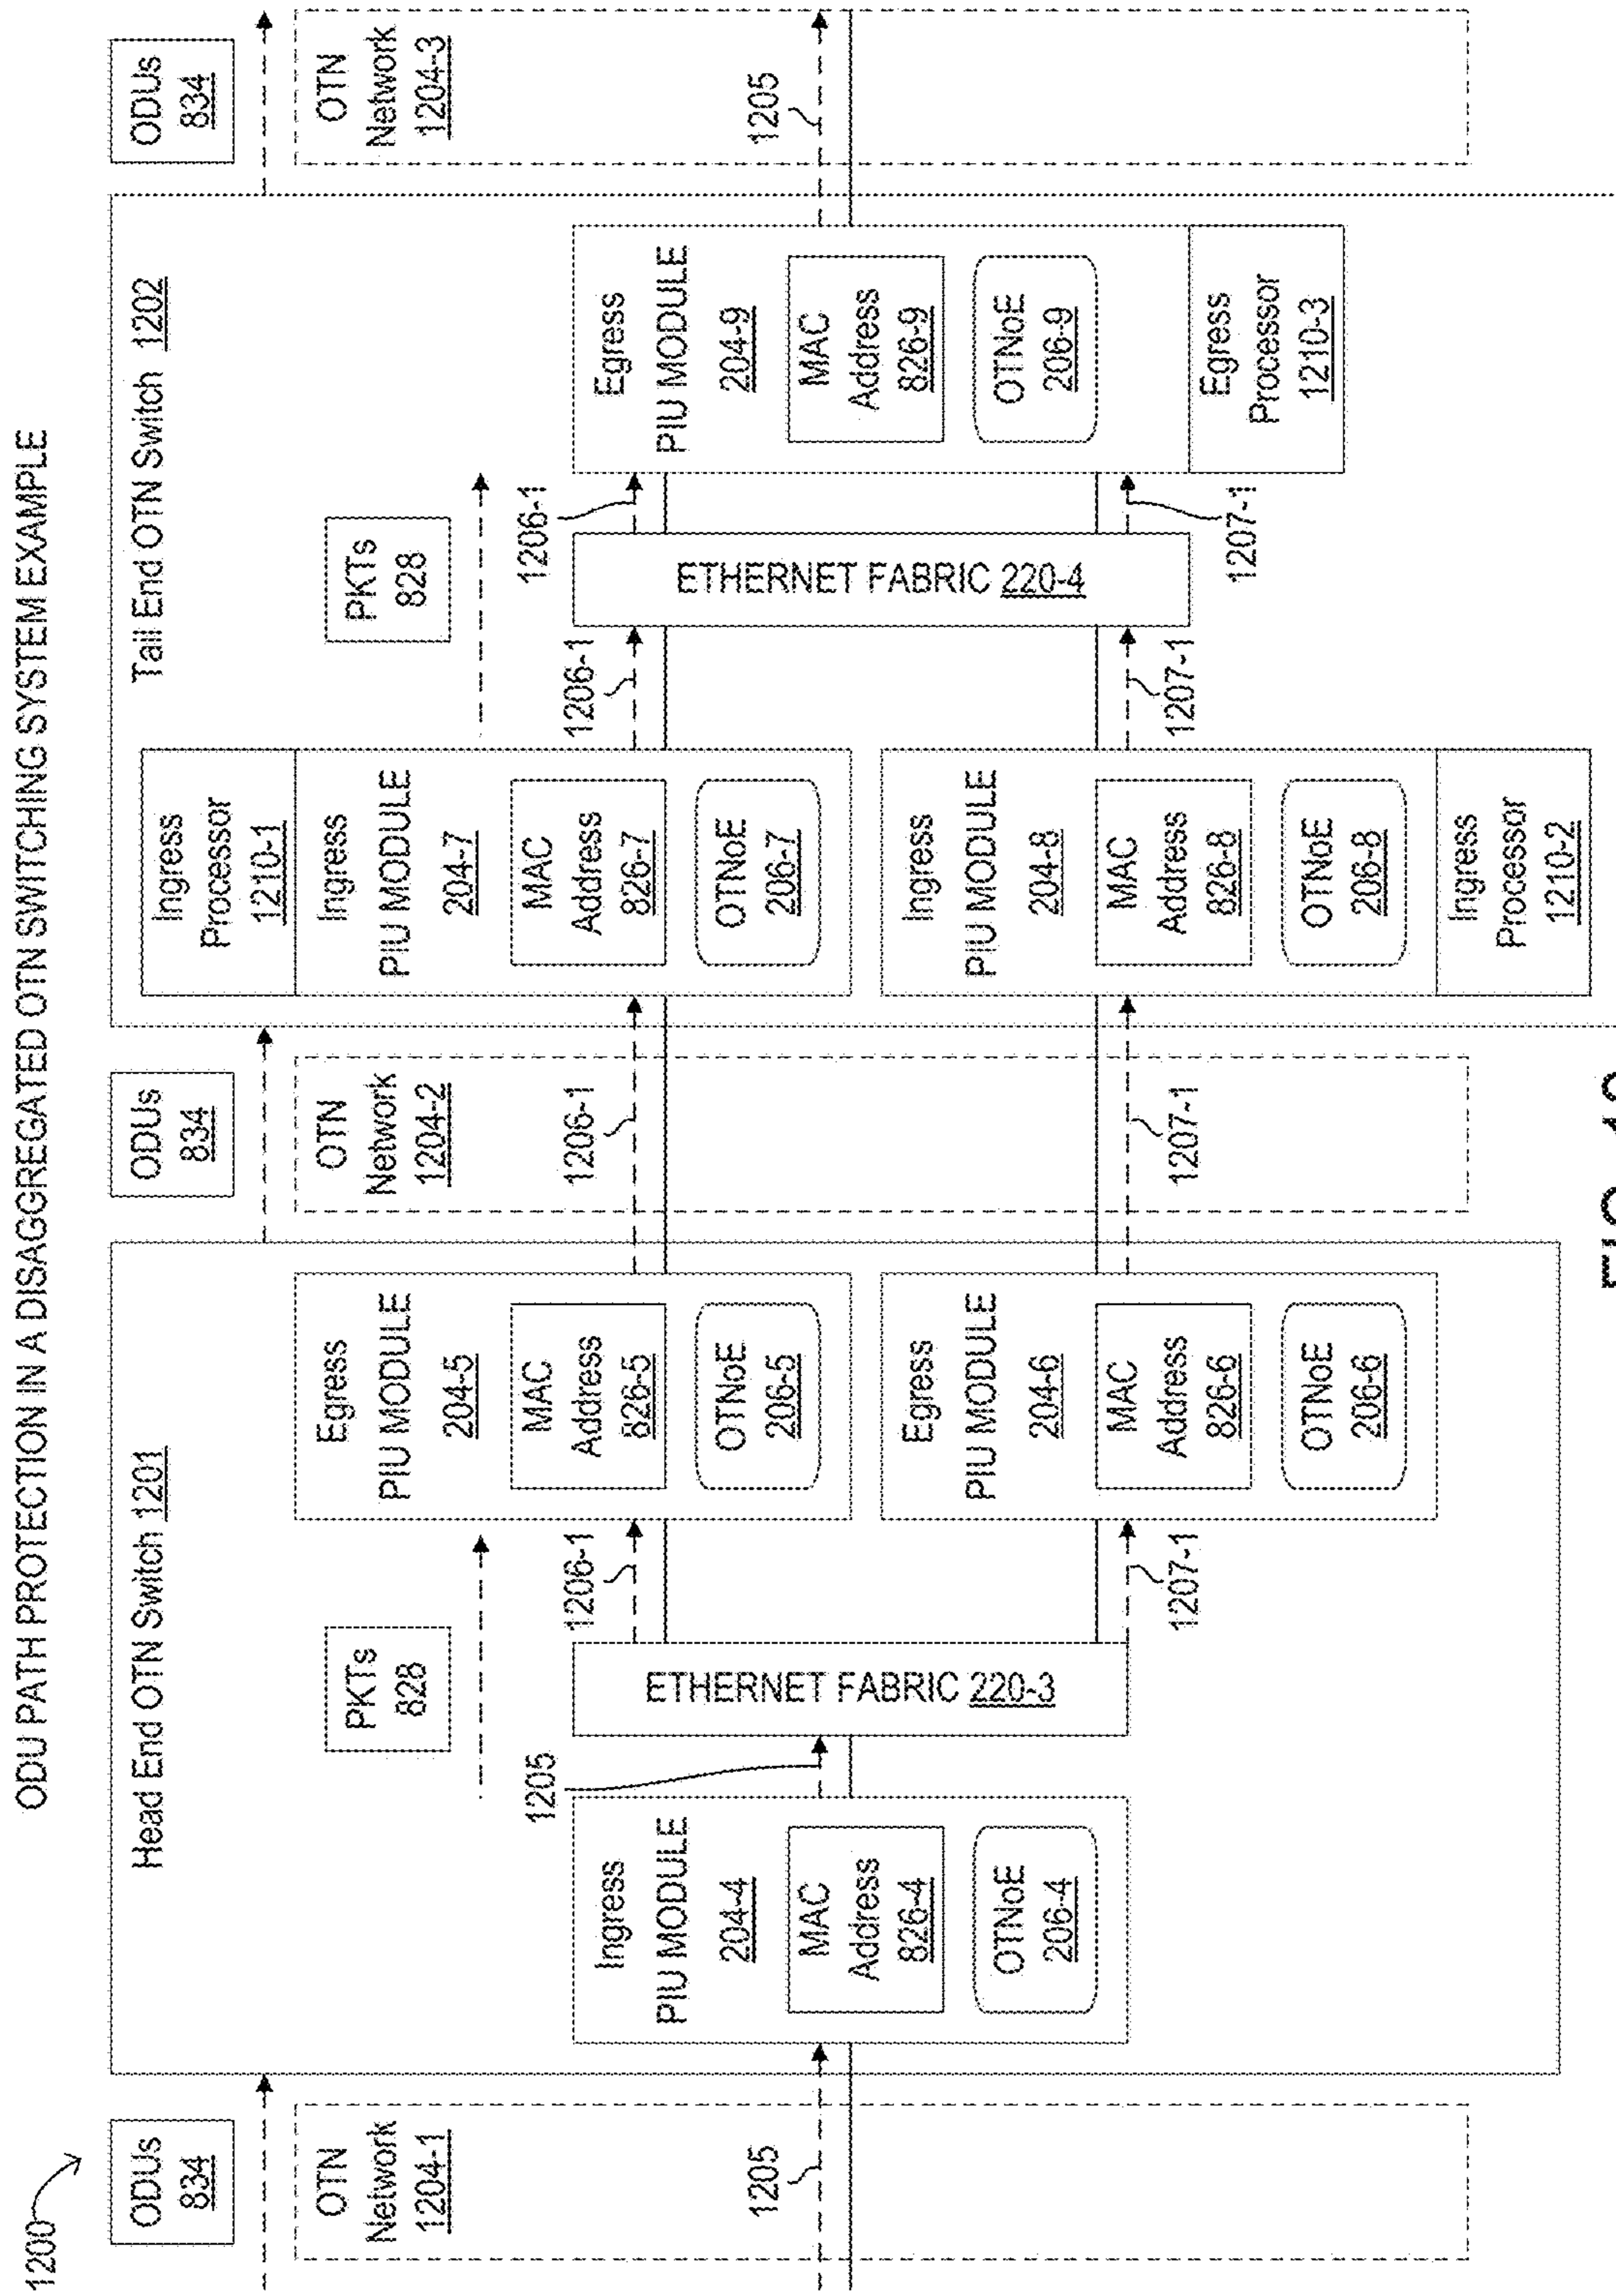 ODU PATH PROTECTION IN A DISAGGREGATED OTN SWITCHING SYSTEM EXAMPLE
1200
ODUs
834
OTN
Network
1204-1
1205
Head End OTN Switch 1201
Ingress
PIU MODULE
204-4
MAC
Address
826-4
OTNoE
206-4
1205
PKTs
828
ETHERNET FABRIC 220-3
1206-1
1207-1
Egress
PIU MODULE
204-5
MAC
Address
826-5
OTNoE
206-5
Egress
PIU MODULE
204-6
MAC
Address
826-6
OTNoE
206-6
ODUs
834
OTN
Network
1204-2
1206-1
1207-1
Tail End OTN Switch 1202
Ingress
Processor
1210-1
Ingress
PIU MODULE
204-7
MAC
Address
826-7
OTNoE
206-7
Ingress
PIU MODULE
204-8
MAC
Address
826-8
OTNoE
206-8
Ingress
Processor
1210-2
1206-1
1207-1
PKTs
828
ETHERNET FABRIC 220-4
1206-1
1207-1
Egress
PIU MODULE
204-9
MAC
Address
826-9
OTNoE
206-9
Egress
Processor
1210-3
ODUs
834
OTN
Network
1204-3
1205